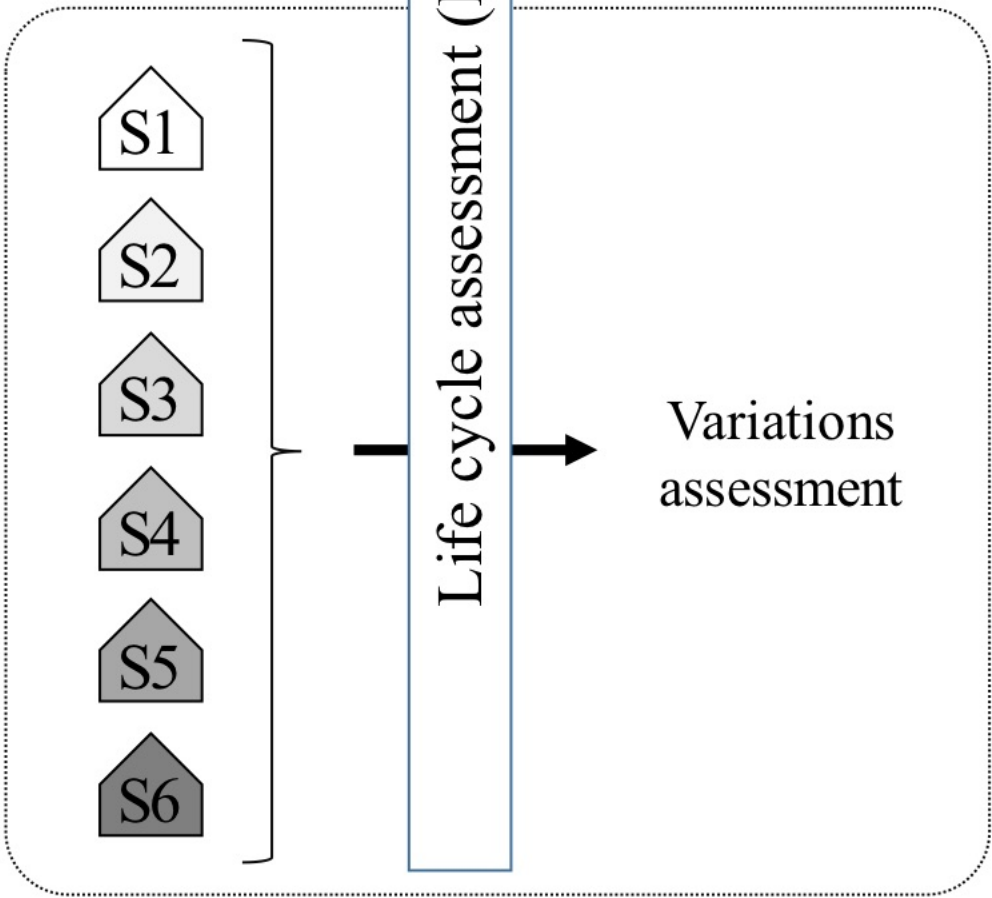 S1
S2
S3
S4
S5
S6
Life cycle assessment (
Variations
assessment